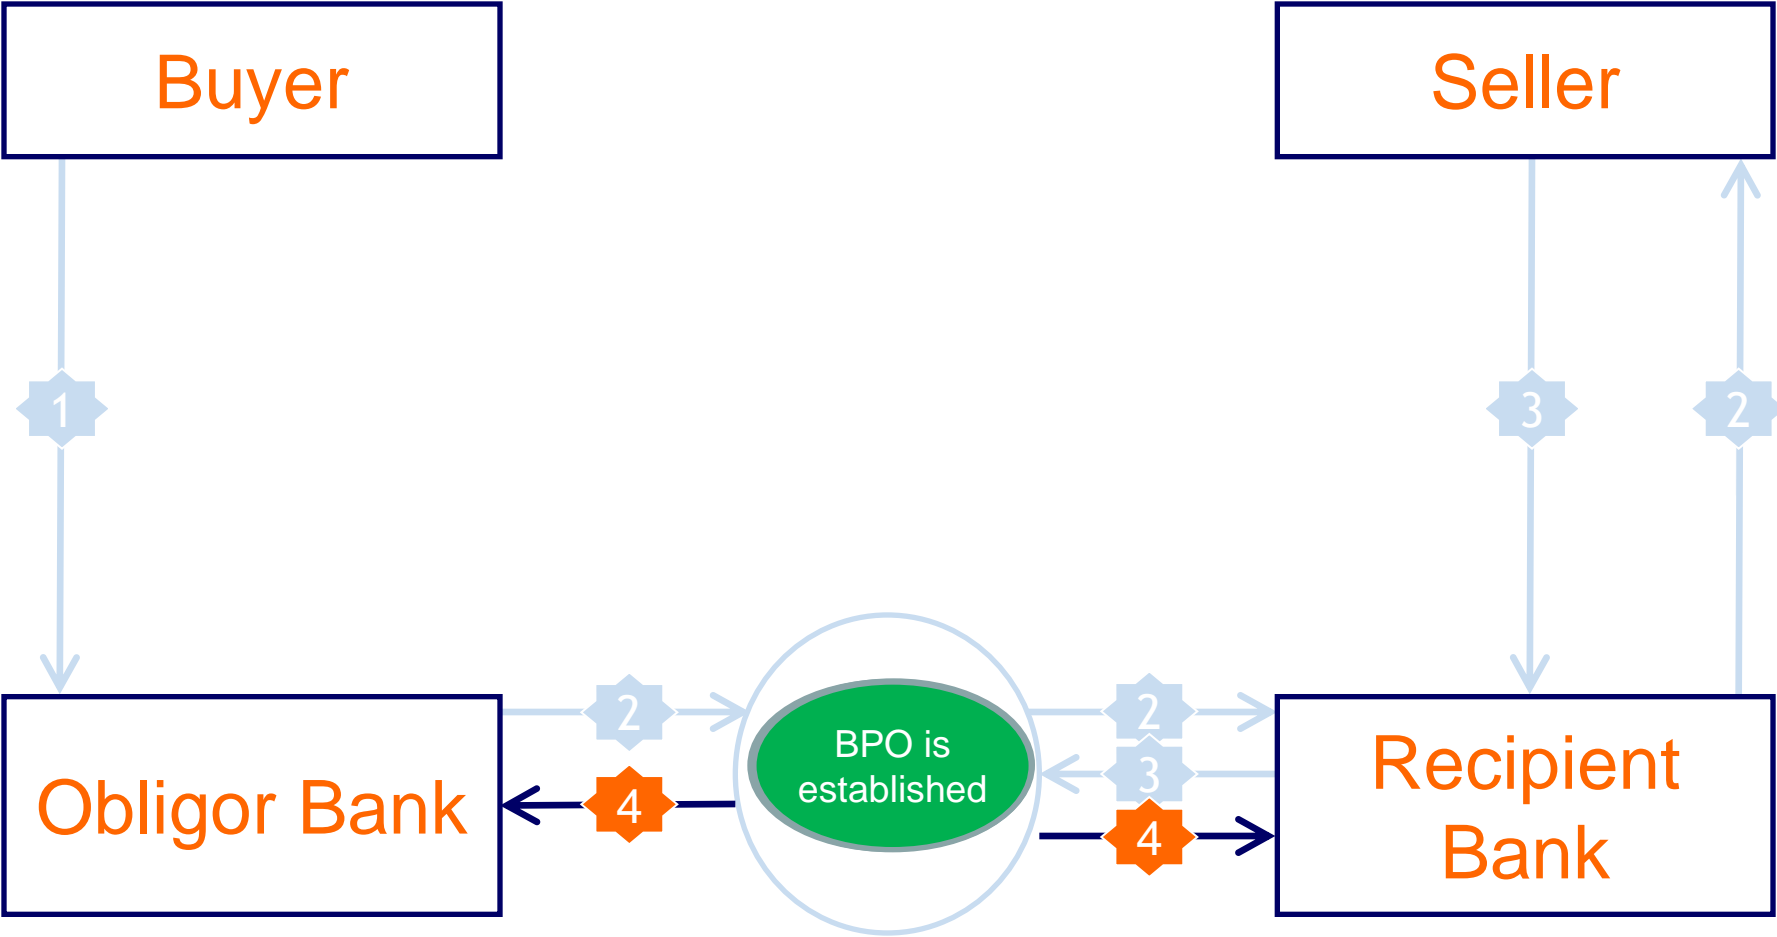 Buyer
Seller
1
3
2
2
2
3
4
4
BPO is
established
Obligor Bank
Recipient
Bank